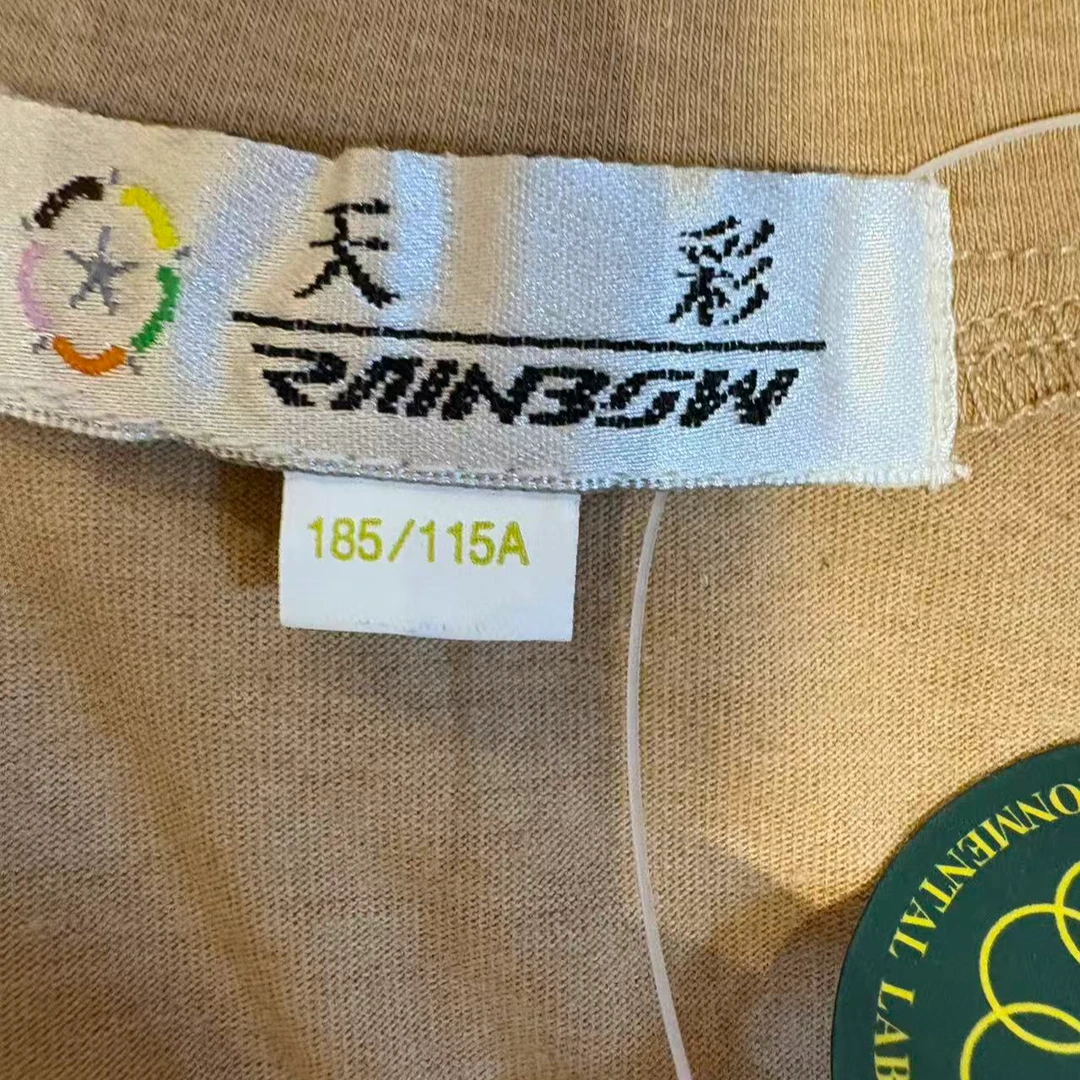 天彩
RAINBOW
185/115A
ONMENTAL LAB